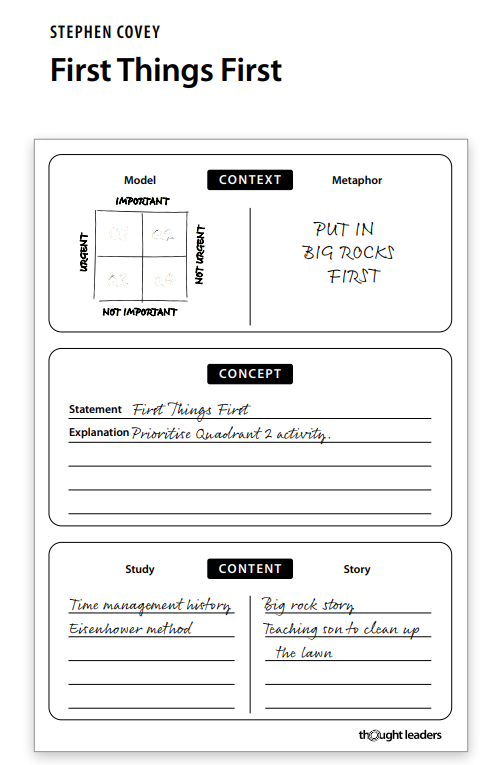 STEPHEN COVEY
First Things First
Model
CONTEXT
Metaphor
IMPORTANT
URGENT
Q1 Q2
Q3 Q4
NOT URGENT
NOT IMPORTANT
PUT IN
BIG ROCKS
FIRST
CONCEPT
Statement First Things First
Explanation Prioritise Quadrant 2 activity.
Study
CONTENT
Story
Time management history
Eisenhower method
Big rock story
Teaching son to clean up
the lawn
thought leaders